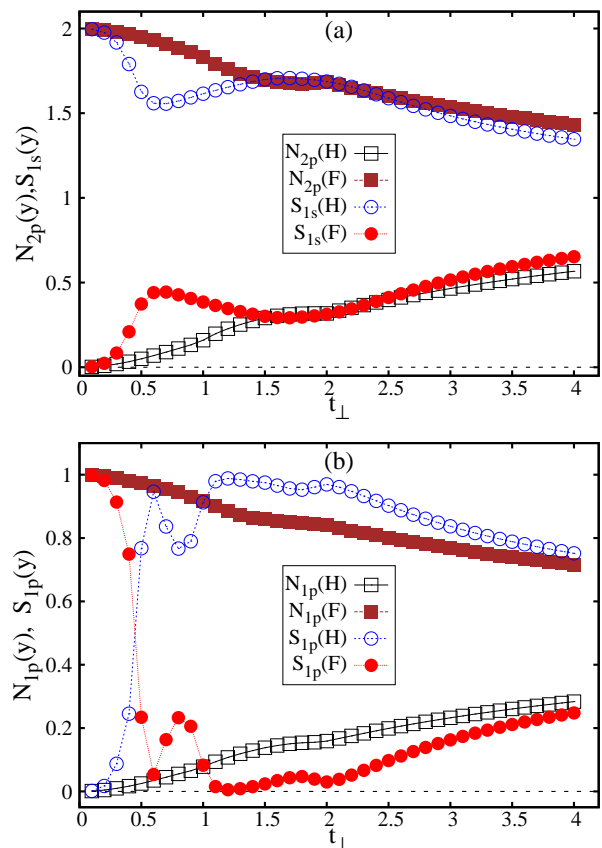 (a)
2
1.5
1
0.5
0
N2p(y),S1s(y)
N2p(H)
N2p(F)
S1s(H)
S1s(F)
0 0.5 1 1.5 2 2.5 3 3.5 4
t⊥
(b)
1
0.8
0.6
0.4
0.2
0
N1p(y), S1p(y)
N1p(H)
N1p(F)
S1p(H)
S1p(F)
0 0.5 1 1.5 2 2.5 3 3.5 4
t⊥